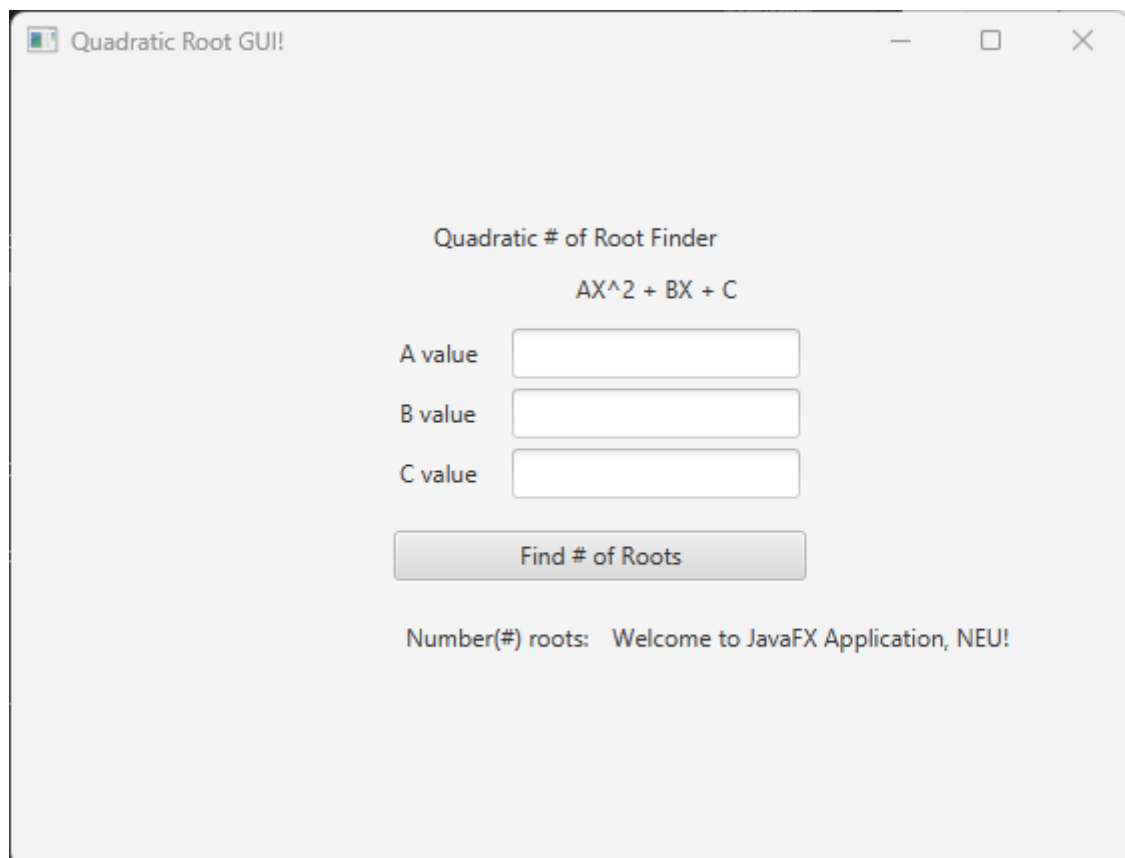 Quadratic Root GUI!
Quadratic # of Root Finder
AX^2 + BX + C
A value
B value
C value
Find # of Roots
Number(#) roots: Welcome to JavaFX Application, NEU!